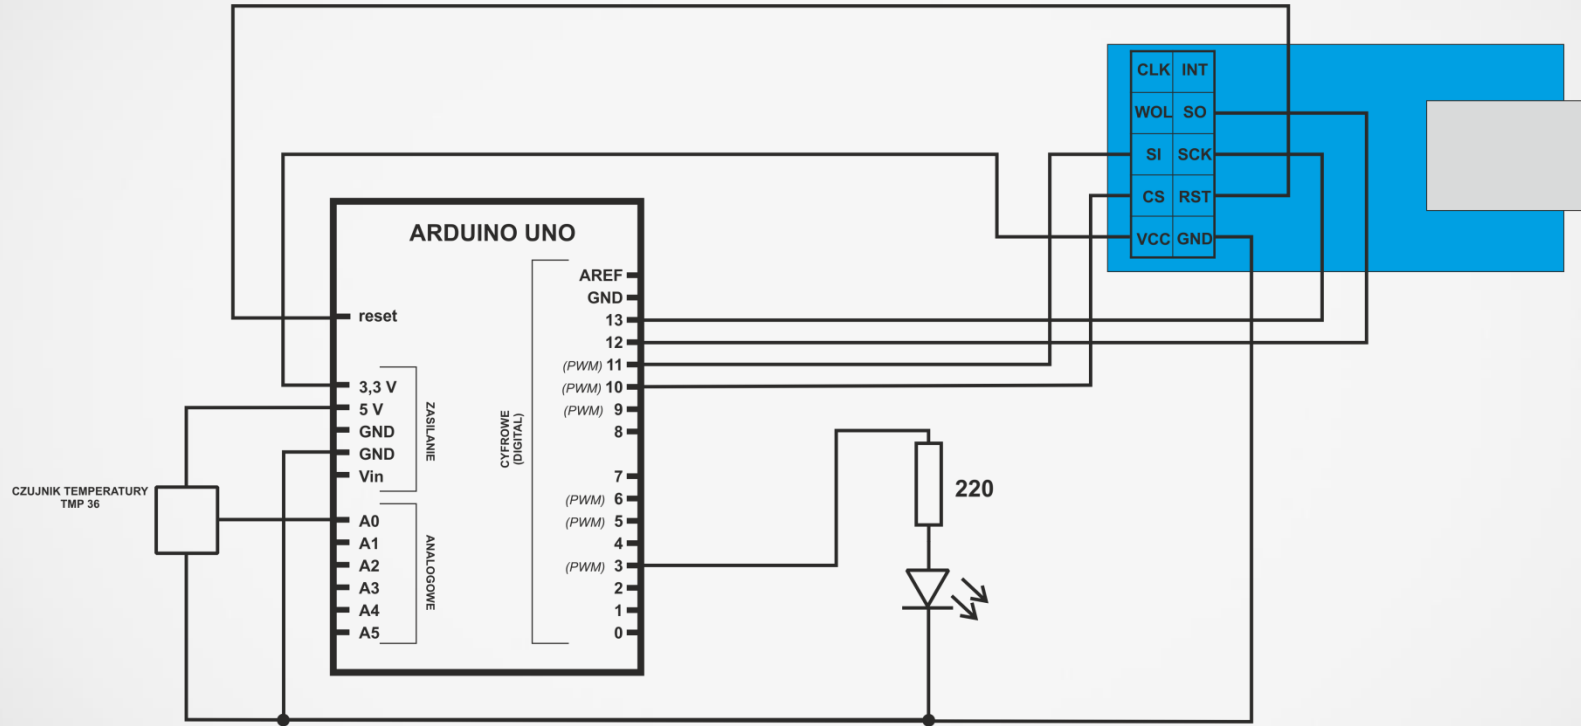 CLK INT
WOL SO
SI SCK
CS RST
VCC GND
ARDUINO UNO
reset
3,3 V
5 V
GND
GND
Vin
ZASILANIE
A0
A1
A2
A3
A4
A5
ANALOGOWE
CYFROWE
(DIGITAL)
AREF
GND
13
12
(PWM) 11
(PWM) 10
(PWM) 9
8
7
(PWM) 6
(PWM) 5
4
(PWM) 3
2
1
0
CZUJNIK TEMPERATURY
TMP 36
220